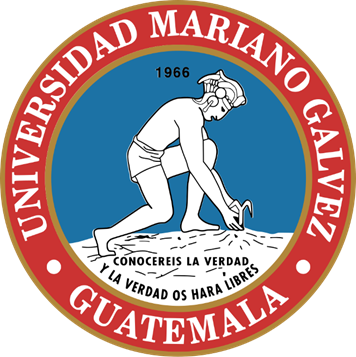 UNIVERSIDAD MARIANO GALVEZ
1966
CONOCEREIS LA VERDAD
Y LA VERDAD OS HARA LIBRES
GUATEMALA